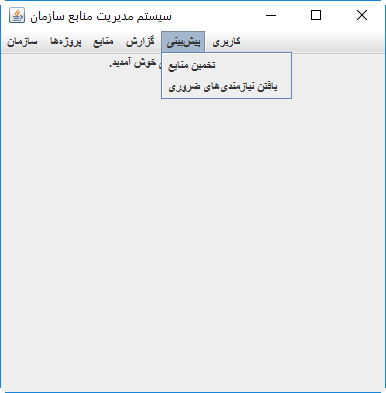 سیستم مدیریت منابع سازمان
سازمان پروژه‌ها منابع گزارش پیش‌بینی کاربری
خوش آمدید.
تخمین منابع
یافتن نیازمندی‌های ضروری